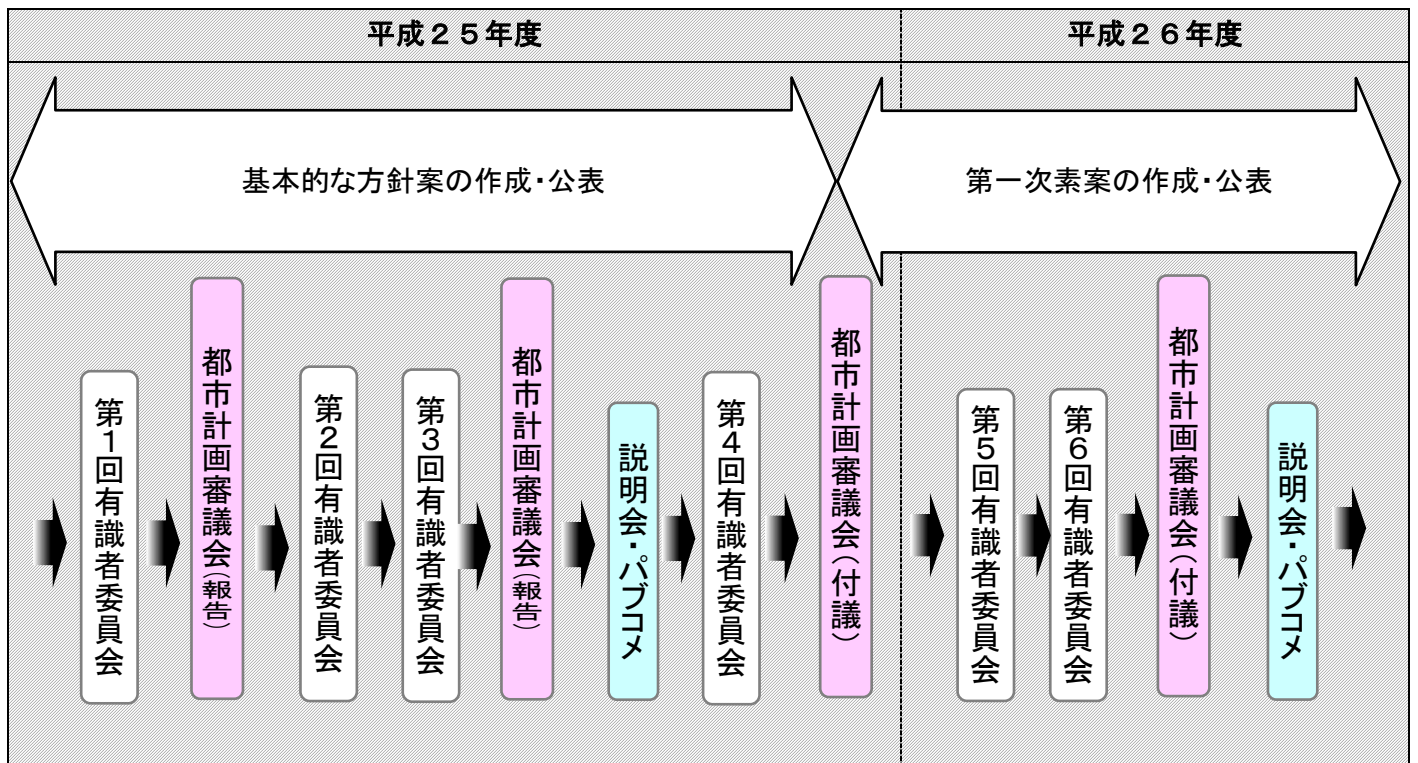 平成２５年度
平成２６年度
基本的な方針案の作成・公表
第一次素案の作成・公表
第１回有識者委員会
都市計画審議会（報告）
第２回有識者委員会
第３回有識者委員会
都市計画審議会（報告）
説明会・パブコメ
第４回有識者委員会
都市計画審議会（付議）
第５回有識者委員会
第６回有識者委員会
都市計画審議会（付議）
説明会・パブコメ